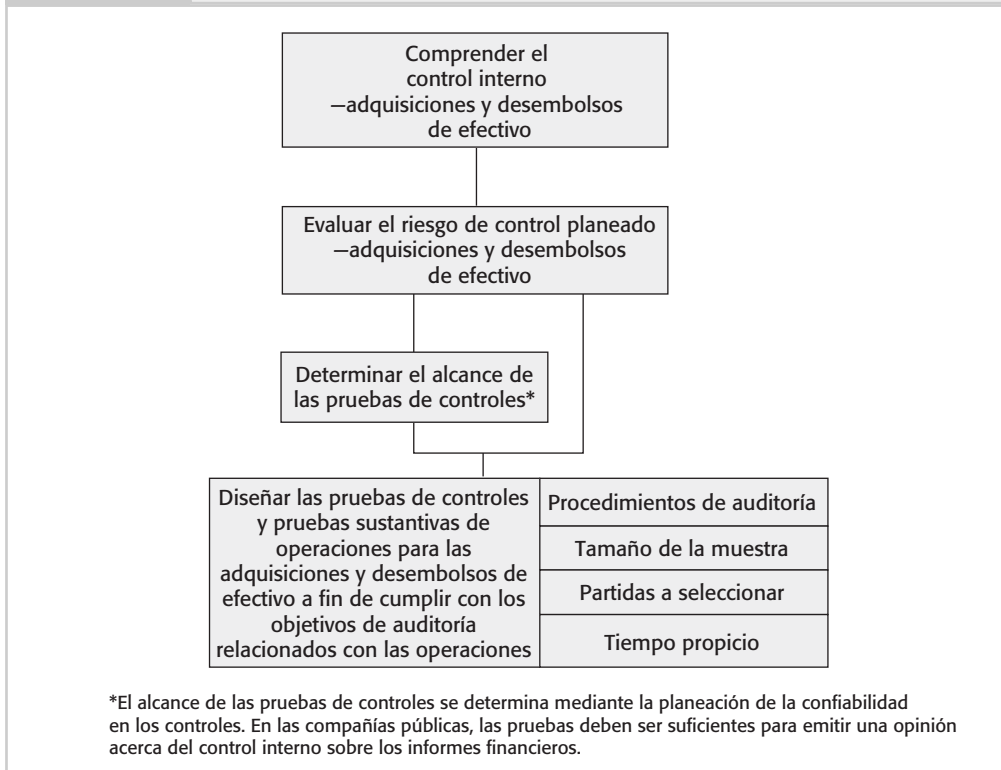 Comprender el
control interno
—adquisiciones y desembolsos
de efectivo
Evaluar el riesgo de control planeado
—adquisiciones y desembolsos
de efectivo
Determinar el alcance de
las pruebas de controles*
Diseñar las pruebas de controles
y pruebas sustantivas de
operaciones para las
adquisiciones y desembolsos de
efectivo a fin de cumplir con los
objetivos de auditoría
relacionados con las operaciones
Procedimientos de auditoría
Tamaño de la muestra
Partidas a seleccionar
Tiempo propicio
*El alcance de las pruebas de controles se determina mediante la planeación de la confiabilidad
en los controles. En las compañías públicas, las pruebas deben ser suficientes para emitir una opinión
acerca del control interno sobre los informes financieros.